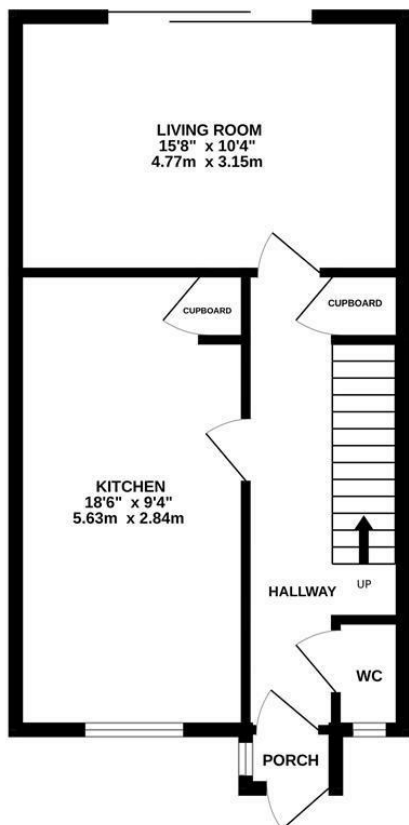 LIVING ROOM
15'8" x 10'4"
4.77m x 3.15m
CUPBOARD
CUPBOARD
KITCHEN
18'6" x 9'4"
5.63m x 2.84m
UP
HALLWAY
WC
PORCH